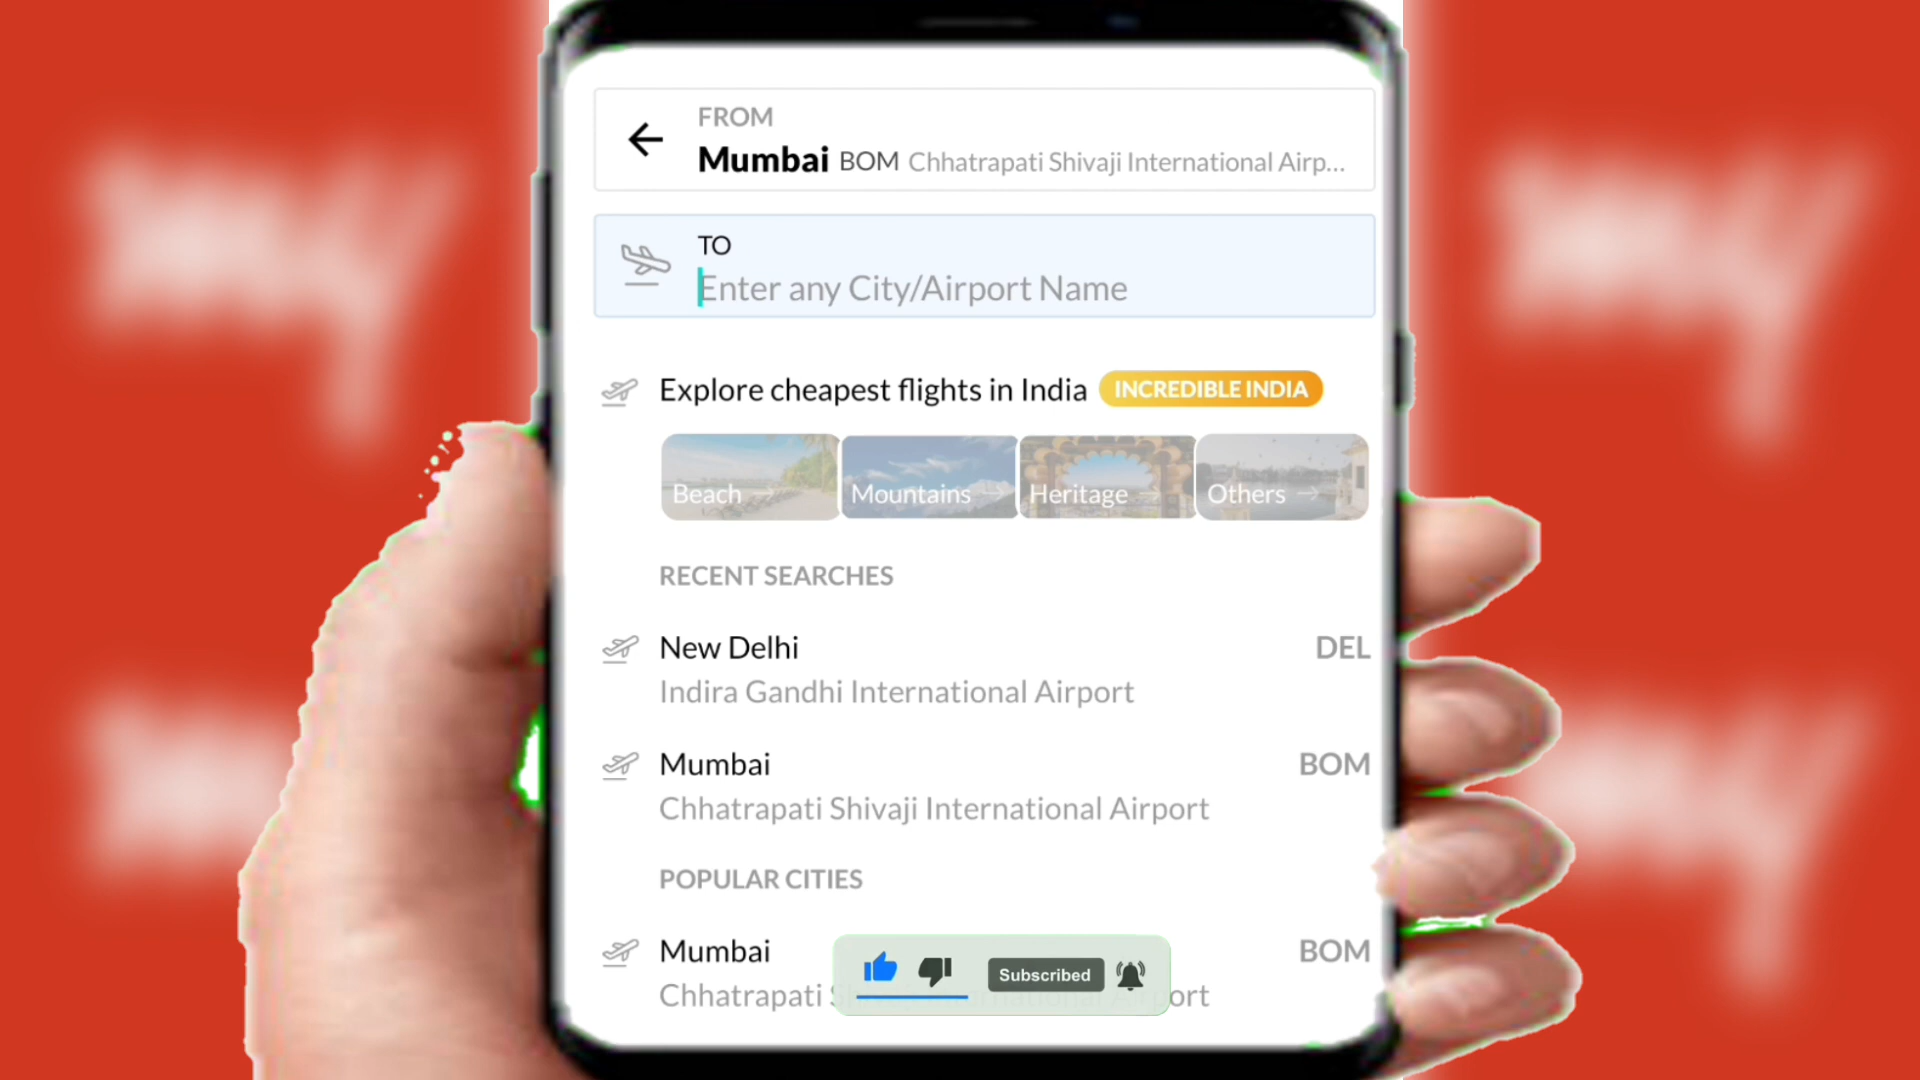 FROM
Mumbai BOM Chhatrapati Shivaji International Airp...
TO
Enter any City/Airport Name
Explore cheapest flights in India INCREDIBLE INDIA
Beach Mountains Heritage Others
RECENT SEARCHES
New Delhi DEL
Indira Gandhi International Airport
Mumbai BOM
Chhatrapati Shivaji International Airport
POPULAR CITIES
Mumbai BOM
Subscribed
Chhatrapati